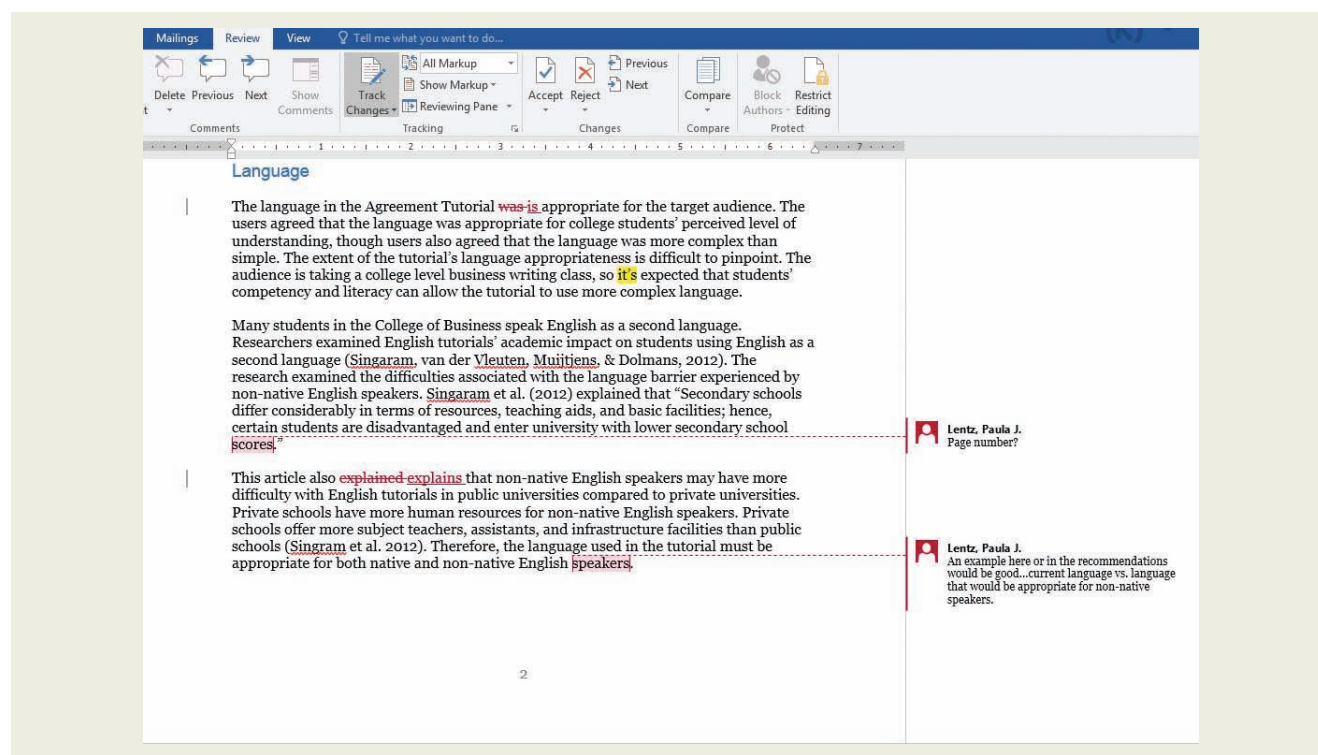 Mailings Review View Tell me what you want to do...
Delete Previous Next Show Comments Track Changes All Markup Show Markup Reviewing Pane Accept Reject Previous Next Compare Block Authors Restrict Editing
t
Comments Tracking Changes Compare Protect
1 2 3 4 5 6 7
Language
The language in the Agreement Tutorial was is appropriate for the target audience. The
users agreed that the language was appropriate for college students’ perceived level of
understanding, though users also agreed that the language was more complex than
simple. The extent of the tutorial’s language appropriateness is difficult to pinpoint. The
audience is taking a college level business writing class, so it’s expected that students’
competency and literacy can allow the tutorial to use more complex language.
Many students in the College of Business speak English as a second language.
Researchers examined English tutorials’ academic impact on students using English as a
second language (Singaram, van der Vleuten, Muijtjens, & Dolmans, 2012). The
research examined the difficulties associated with the language barrier experienced by
non-native English speakers. Singaram et al. (2012) explained that “Secondary schools
differ considerably in terms of resources, teaching aids, and basic facilities; hence,
certain students are disadvantaged and enter university with lower secondary school
scores.”
Lentz, Paula J.
Page number?
This article also explained explains that non-native English speakers may have more
difficulty with English tutorials in public universities compared to private universities.
Private schools have more human resources for non-native English speakers. Private
schools offer more subject teachers, assistants, and infrastructure facilities than public
schools (Singram et al. 2012). Therefore, the language used in the tutorial must be
appropriate for both native and non-native English speakers.
Lentz, Paula J.
An example here or in the recommendations
would be good...current language vs. language
that would be appropriate for non-native
speakers.
2